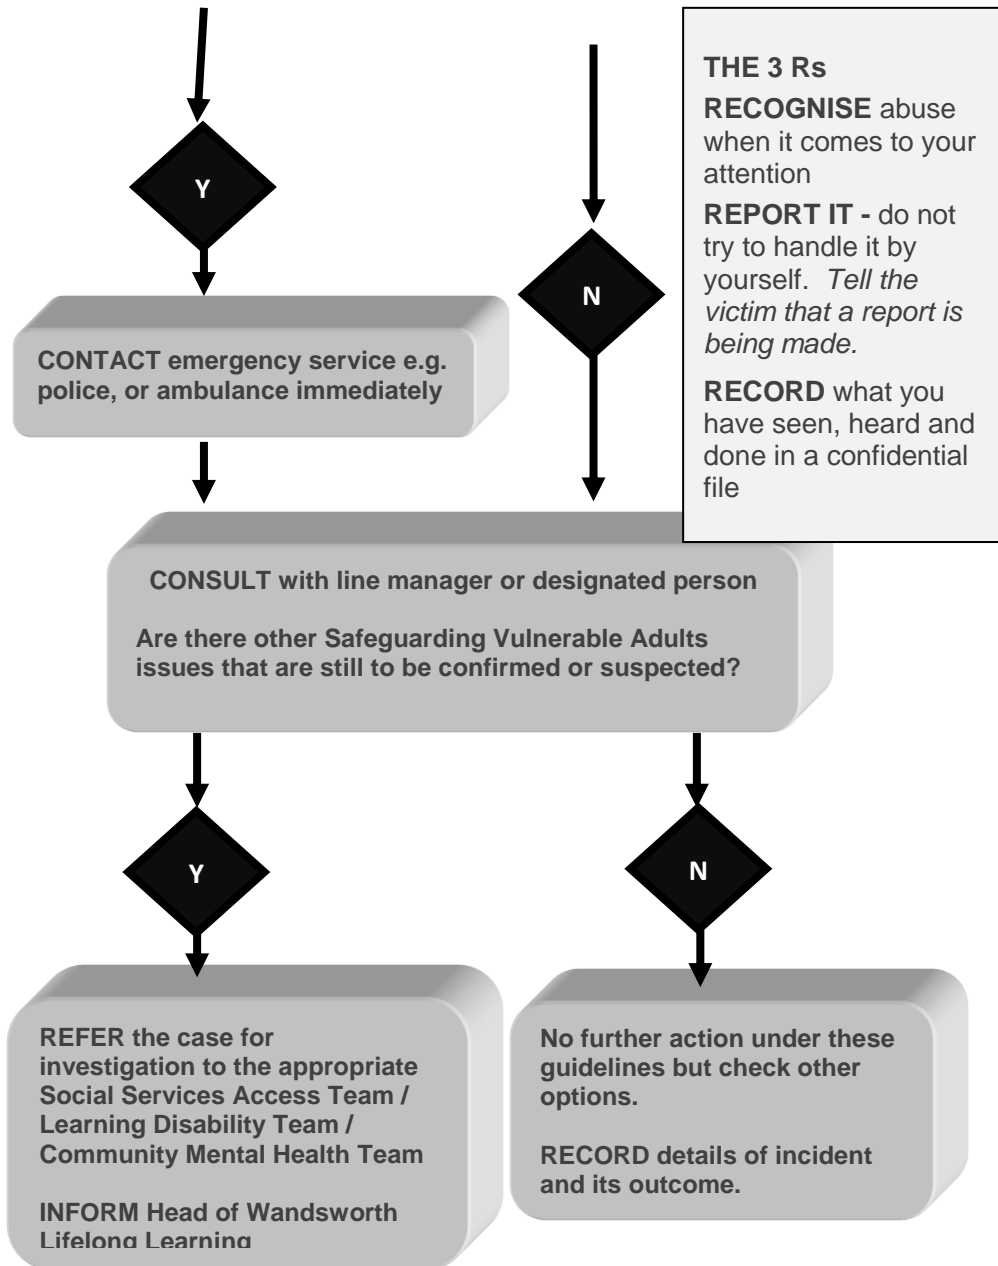 THE 3 Rs
RECOGNISE abuse
when it comes to your
attention
REPORT IT - do not
try to handle it by
yourself. Tell the
victim that a report is
being made.
RECORD what you
have seen, heard and
done in a confidential
file
Y
N
CONTACT emergency service e.g.
police, or ambulance immediately
CONSULT with line manager or designated person
Are there other Safeguarding Vulnerable Adults
issues that are still to be confirmed or suspected?
Y
N
REFER the case for
investigation to the appropriate
Social Services Access Team /
Learning Disability Team /
Community Mental Health Team
INFORM Head of Wandsworth
Lifelong Learning
No further action under these
guidelines but check other
options.
RECORD details of incident
and its outcome.